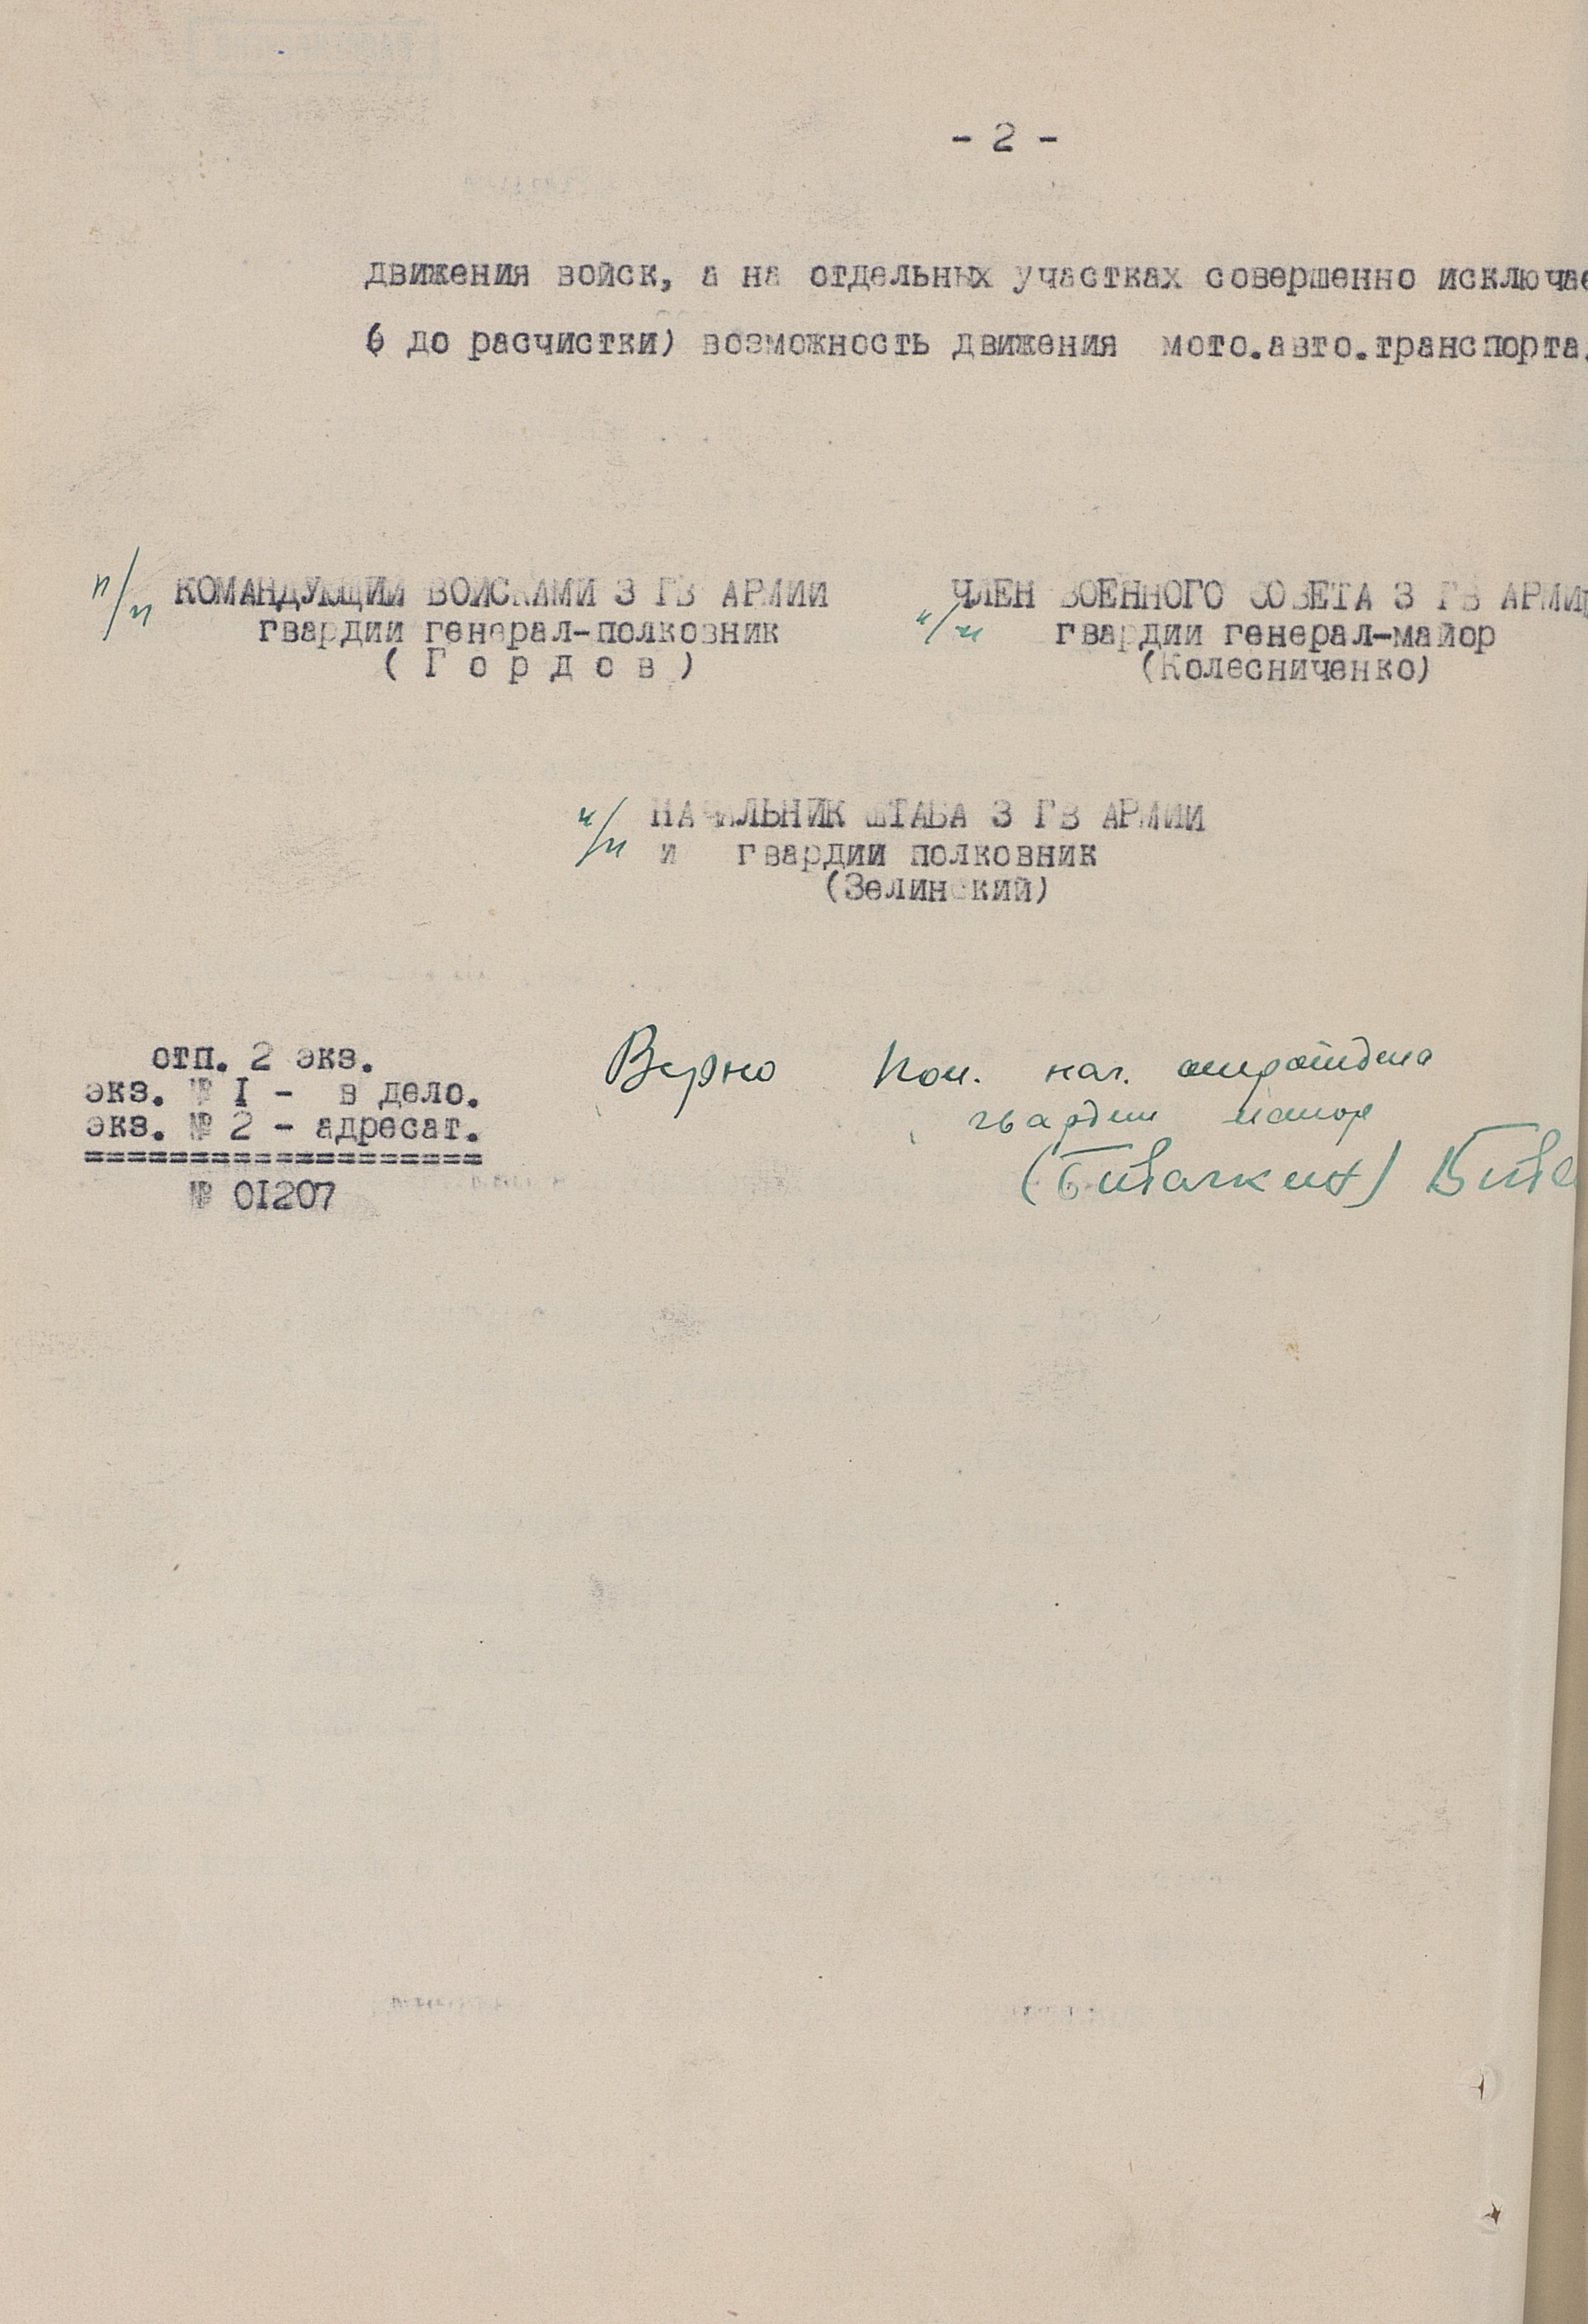 - 2 -
движения войск, а на отдельных участках совершенно исключае
( до расчистки) возможность движения мото.авто.транспорта.
п/п КОМАНДУЮЩИЙ ВОЙСКАМИ 3 ГВ АРМИИ
гвардии генерал-полковник
( Г о р д о в )
п/п ЧЛЕН ВОЕННОГО СОВЕТА 3 ГВ АРМИИ
гвардии генерал-майор
(Колесниченко)
п/п НАЧАЛЬНИК ШТАБА 3 ГВ АРМИИ
и гвардии полковник
(Зелинский)
отп. 2 экз.
экз. № I - в дело.
экз. № 2 - адресат.
===================
№ 0I207
Верно Пом. нач. оперотдела
гвардии майор